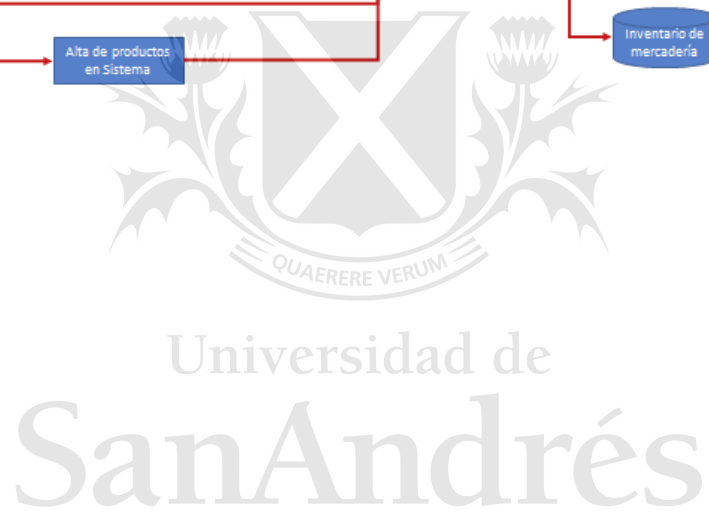 Alta de productos
en Sistema
Inventario de
mercadería
QUAERERE VERUM
Universidad de
SanAndrés